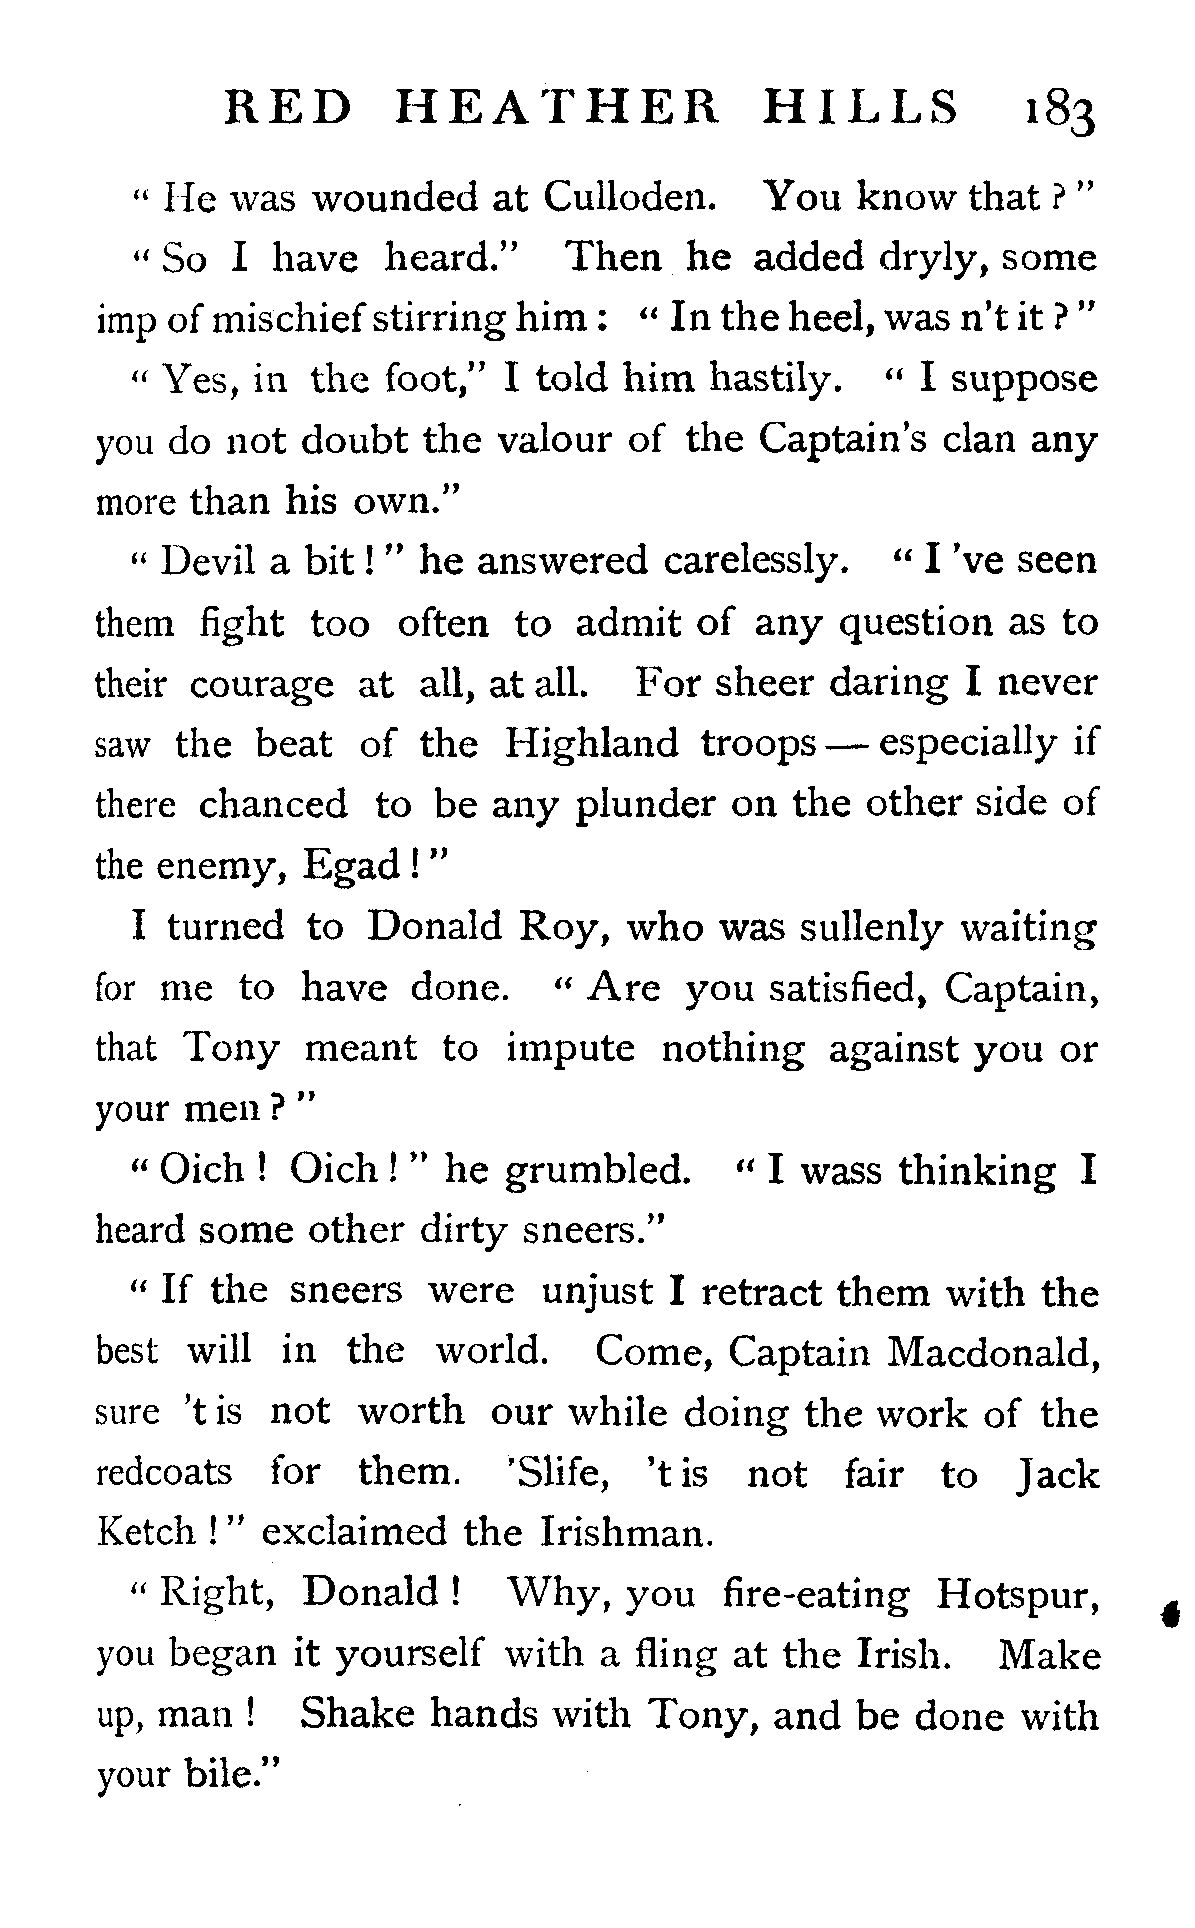 RED HEATHER HILLS 183
" He was wounded at Culloden. You know that ? "
" So I have heard." Then he added dryly, some
imp of mischief stirring him : " In the heel, was n't it ? "
" Yes, in the foot," I told him hastily. " I suppose
you do not doubt the valour of the Captain's clan any
more than his own."
" Devil a bit ! " he answered carelessly. " I 've seen
them fight too often to admit of any question as to
their courage at all, at all. For sheer daring I never
saw the beat of the Highland troops — especially if
there chanced to be any plunder on the other side of
the enemy, Egad ! "
I turned to Donald Roy, who was sullenly waiting
for me to have done. " Are you satisfied, Captain,
that Tony meant to impute nothing against you or
your men ? "
" Oich ! Oich ! " he grumbled. " I wass thinking I
heard some other dirty sneers."
" If the sneers were unjust I retract them with the
best will in the world. Come, Captain Macdonald,
sure 't is not worth our while doing the work of the
redcoats for them. 'Slife, 't is not fair to Jack
Ketch ! " exclaimed the Irishman.
" Right, Donald ! Why, you fire-eating Hotspur,
you began it yourself with a fling at the Irish. Make
up, man ! Shake hands with Tony, and be done with
your bile."